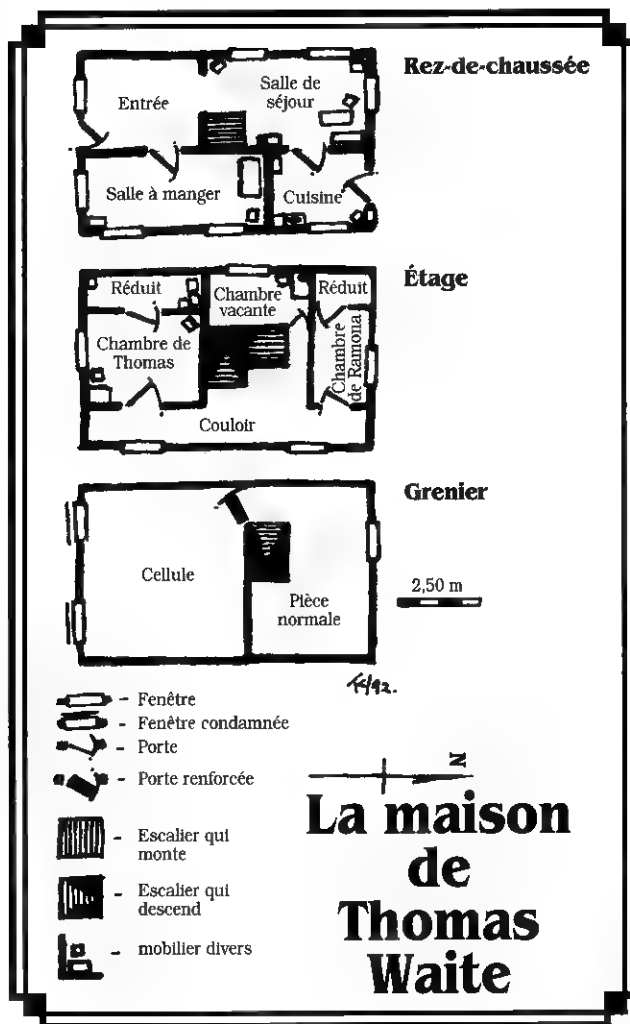 Rez-de-chaussée
Entrée
Salle de
séjour
Salle à manger
Cuisine
Étage
Réduit
Chambre
vacante
Réduit
Chambre de
Thomas
Chambre
de Ramona
Couloir
Grenier
Cellule
Pièce
normale
2,50 m
- Fenêtre
- Fenêtre condamnée
- Porte
- Porte renforcée
- Escalier qui
monte
- Escalier qui
descend
- mobilier divers
N
La maison
de
Thomas
Waite